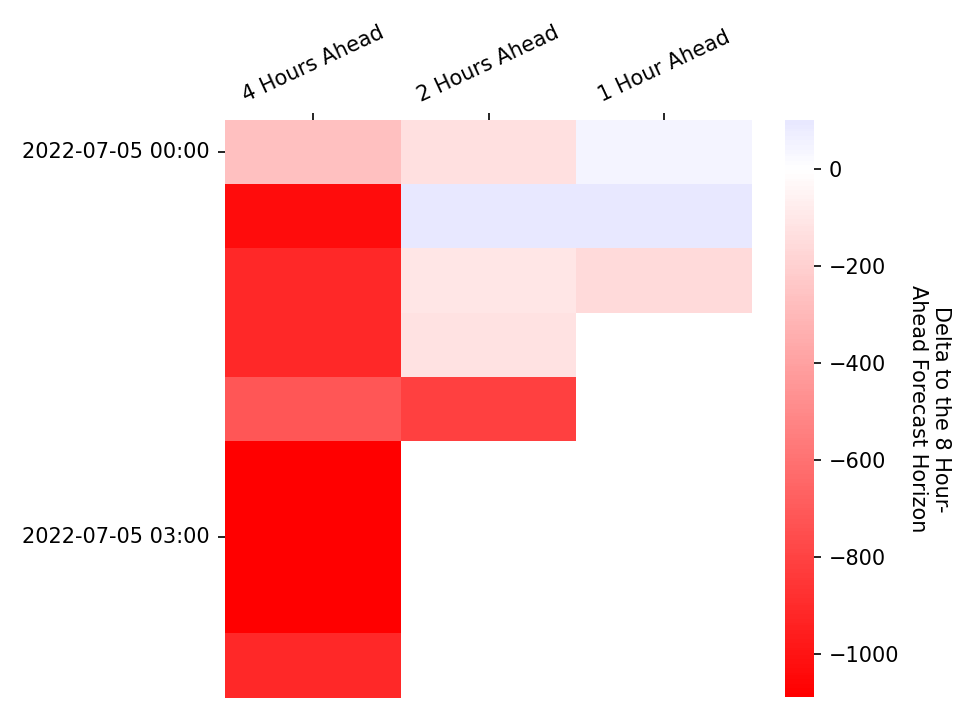 4 Hours Ahead
2 Hours Ahead
1 Hour Ahead
2022-07-05 00:00
2022-07-05 03:00
0
−200
−400
−600
−800
−1000
Delta to the 8 Hour-
Ahead Forecast Horizon